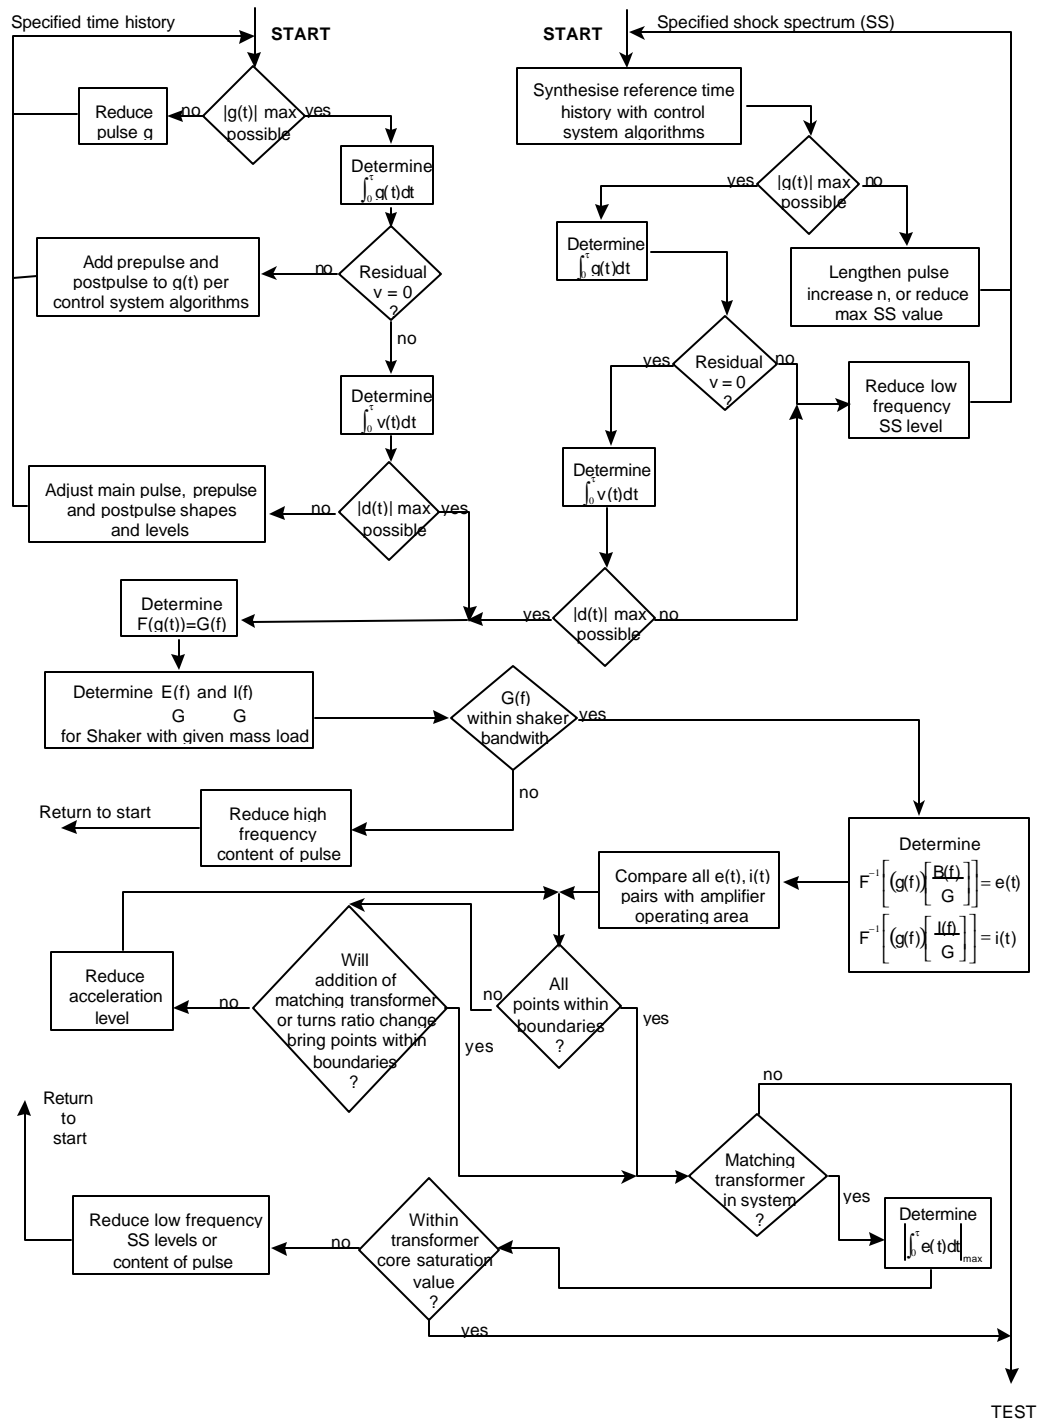 Specified time history
START
Reduce
pulse g
no
|g(t)| max
possible
yes
Determine
∫₀^τ g(t)dt
Add prepulse and
postpulse to g(t) per
control system algorithms
no
Residual
v = 0
?
no
Determine
∫₀^τ v(t)dt
Adjust main pulse, prepulse
and postpulse shapes
and levels
no
|d(t)| max
possible
yes
START
Specified shock spectrum (SS)
Synthesise reference time
history with control
system algorithms
yes
|g(t)| max
possible
no
Determine
∫₀^τ g(t)dt
Lengthen pulse
increase n, or reduce
max SS value
yes
Residual
v = 0
?
no
Reduce low
frequency
SS level
Determine
∫₀^τ v(t)dt
yes
|d(t)| max
possible
no
Determine
F(g(t))=G(f)
Determine E(f) and I(f)
G G
for Shaker with given mass load
G(f)
within shaker
bandwith
yes
no
Return to start
Reduce high
frequency
content of pulse
Determine
F⁻¹[(g(f))[B(f)/G]] = e(t)
F⁻¹[(g(f))[I(f)/G]] = i(t)
Compare all e(t), i(t)
pairs with amplifier
operating area
Reduce
acceleration
level
no
Will
addition of
matching transformer
or turns ratio change
bring points within
boundaries
?
yes
no
All
points within
boundaries
?
yes
no
Return
to
start
Matching
transformer
in system
?
yes
Determine
|∫₀^τ e(t)dt|max
Reduce low frequency
SS levels or
content of pulse
no
Within
transformer
core saturation
value
?
yes
TEST